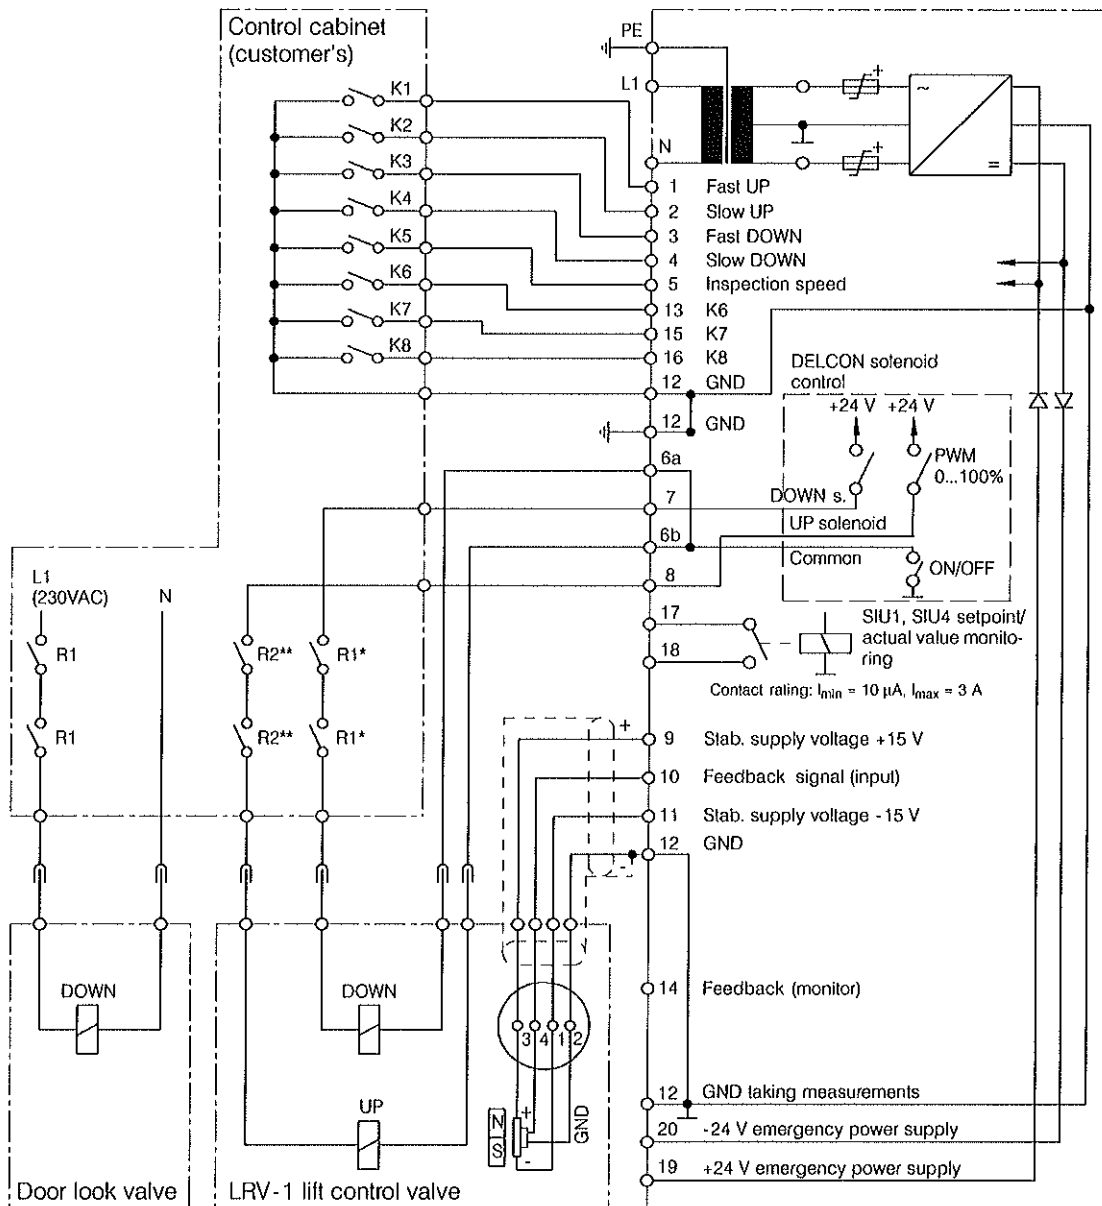 Control cabinet
(customer's)
K1
K2
K3
K4
K5
K6
K7
K8
PE
L1
N
+
+
~
=
1 Fast UP
2 Slow UP
3 Fast DOWN
4 Slow DOWN
5 Inspection speed
13 K6
15 K7
16 K8
12 GND
12 GND
DELCON solenoid
control
+24 V +24 V
PWM
0...100%
6a
7 DOWN s.
UP solenoid
6b
Common
8
ON/OFF
17
18
SIU1, SIU4 setpoint/
actual value monito-
ring
Contact rating: Imin = 10 µA, Imax = 3 A
L1
(230VAC)
N
R1
R2**
R1*
R1
R2**
R1*
+
9 Stab. supply voltage +15 V
10 Feedback signal (input)
11 Stab. supply voltage -15 V
12 GND
-
DOWN
DOWN
UP
3 4 1 2
N
S
+
-
GND
14 Feedback (monitor)
12 GND taking measurements
20 -24 V emergency power supply
19 +24 V emergency power supply
Door look valve
LRV-1 lift control valve